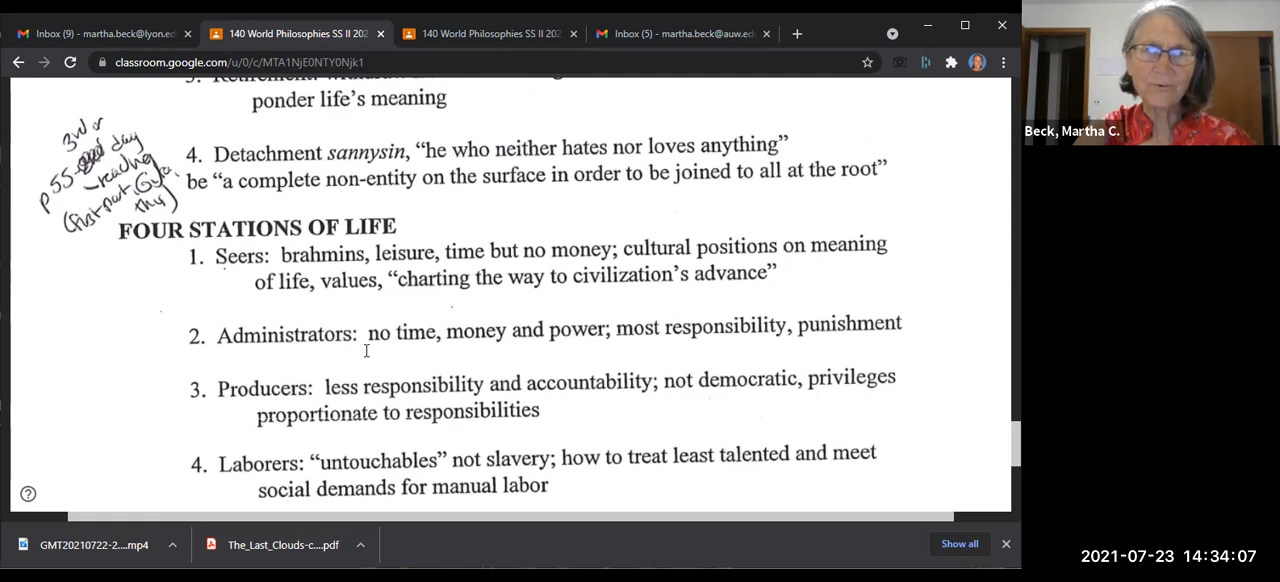 Inbox (9) - martha.beck@lyon.ed
140 World Philosophies SS II 202
140 World Philosophies SS II 202
Inbox (5) - martha.beck@auw.ed
classroom.google.com/u/0/c/MTA1NjE0NTY0Njk1
ponder life's meaning
3rd or
day
p 55
reading
(first part Gita,
this)
4. Detachment sannysin, “he who neither hates nor loves anything”
be “a complete non-entity on the surface in order to be joined to all at the root”
FOUR STATIONS OF LIFE
1. Seers: brahmins, leisure, time but no money; cultural positions on meaning
of life, values, “charting the way to civilization's advance”
2. Administrators: no time, money and power; most responsibility, punishment
3. Producers: less responsibility and accountability; not democratic, privileges
proportionate to responsibilities
4. Laborers: “untouchables” not slavery; how to treat least talented and meet
social demands for manual labor
GMT20210722-2....mp4
The_Last_Clouds-c....pdf
Show all
Beck, Martha C.
2021-07-23 14:34:07